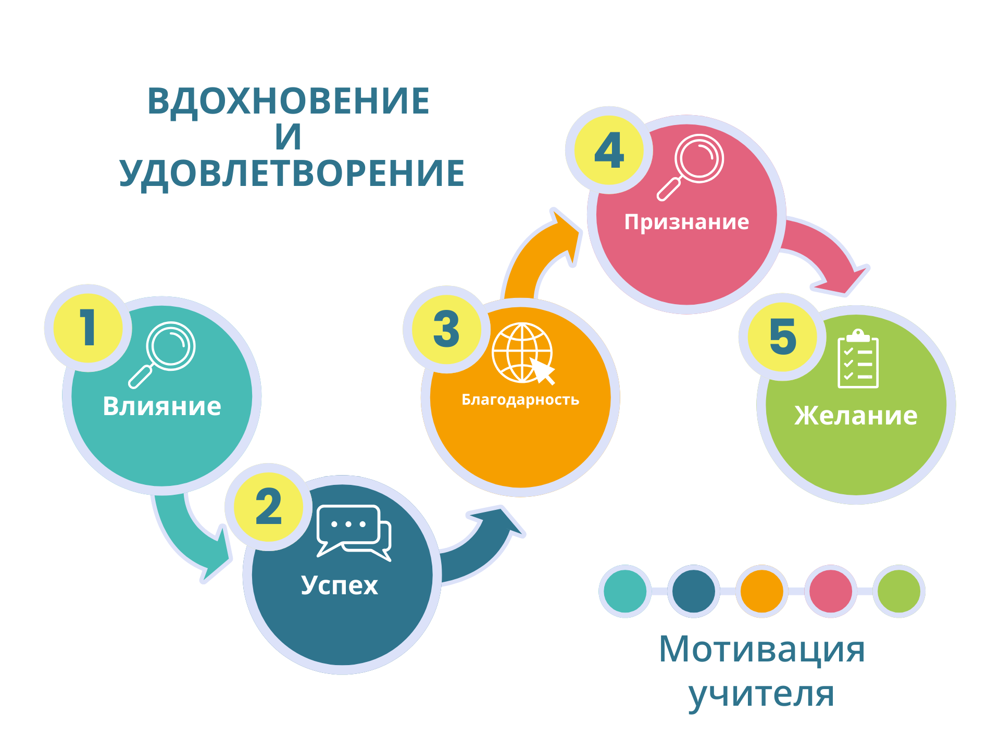 ВДОХНОВЕНИЕ
И
УДОВЛЕТВОРЕНИЕ
1
Влияние
2
Успех
3
Благодарность
4
Признание
5
Желание
Мотивация
учителя